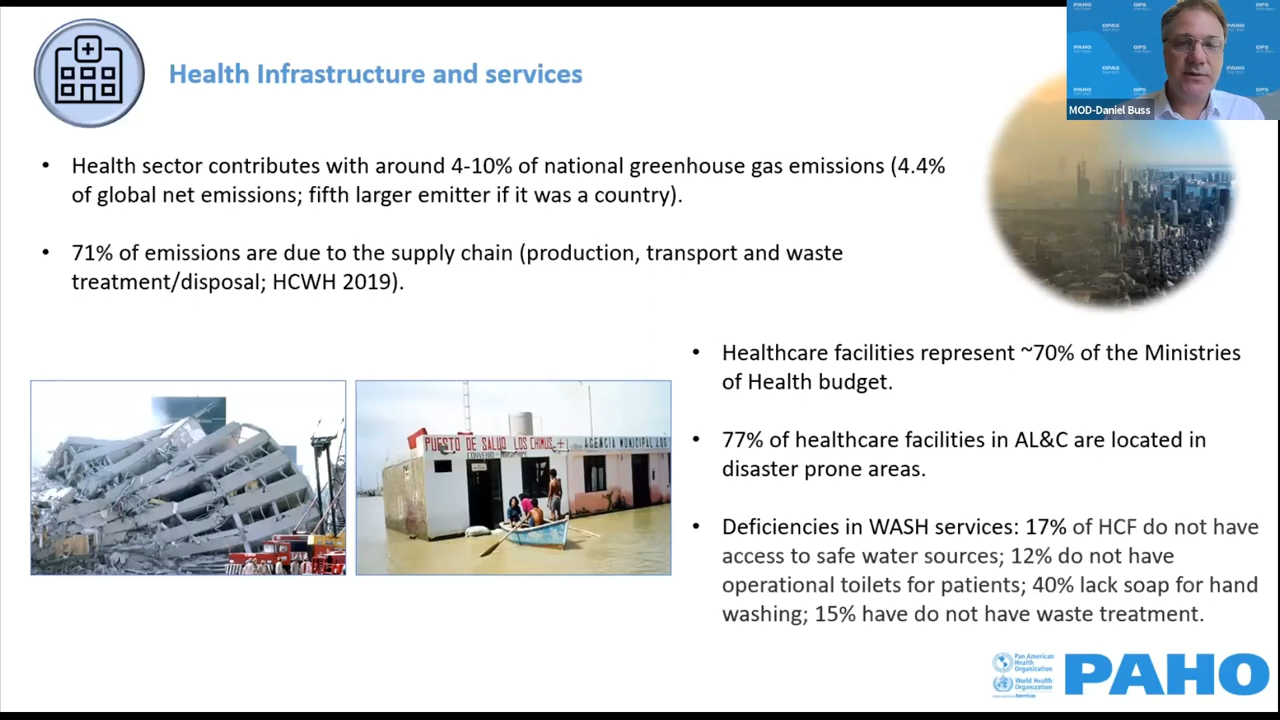 Health Infrastructure and services
MOD-Daniel Buss
PAHO
OPAS
OPS
PAHO
• Health sector contributes with around 4-10% of national greenhouse gas emissions (4.4%
of global net emissions; fifth larger emitter if it was a country).
• 71% of emissions are due to the supply chain (production, transport and waste
treatment/disposal; HCWH 2019).
• Healthcare facilities represent ~70% of the Ministries
of Health budget.
• 77% of healthcare facilities in AL&C are located in
disaster prone areas.
• Deficiencies in WASH services: 17% of HCF do not have
access to safe water sources; 12% do not have
operational toilets for patients; 40% lack soap for hand
washing; 15% have do not have waste treatment.
PUESTO DE SALUD LOS CHIMUS
AGENCIA MUNICIPAL LOS
Pan American
Health
Organization
World Health
Organization
Americas
PAHO